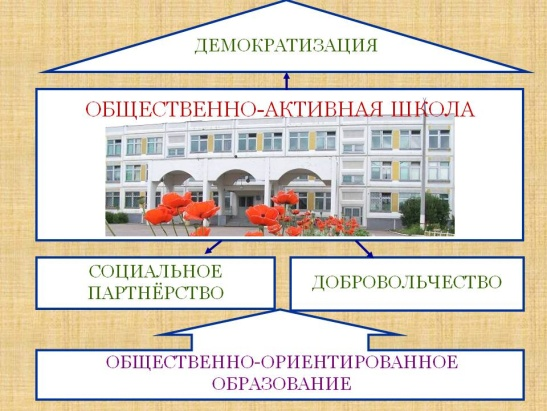 ДЕМОКРАТИЗАЦИЯ
ОБЩЕСТВЕННО-АКТИВНАЯ ШКОЛА
СОЦИАЛЬНОЕ
ПАРТНЁРСТВО
ДОБРОВОЛЬЧЕСТВО
ОБЩЕСТВЕННО-ОРИЕНТИРОВАННОЕ
ОБРАЗОВАНИЕ